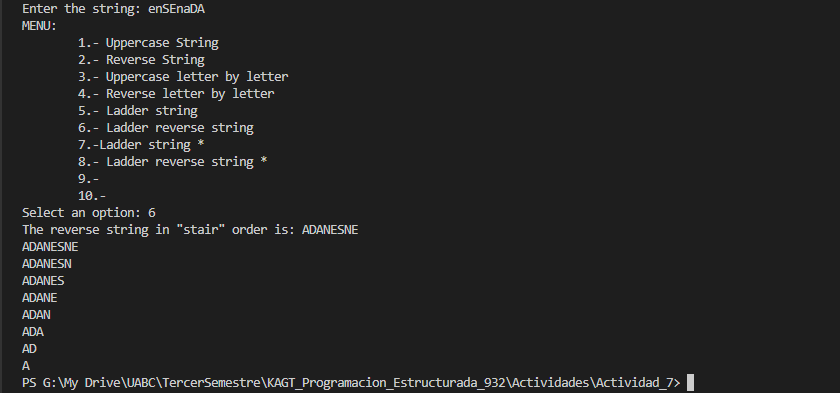 Enter the string: enSEnaDA
MENU:
1.- Uppercase String
2.- Reverse String
3.- Uppercase letter by letter
4.- Reverse letter by letter
5.- Ladder string
6.- Ladder reverse string
7.-Ladder string *
8.- Ladder reverse string *
9.-
10.-
Select an option: 6
The reverse string in "stair" order is: ADANESNE
ADANESNE
ADANESN
ADANES
ADANE
ADAN
ADA
AD
A
PS G:\My Drive\UABC\TercerSemestre\KAGT_Programacion_Estructurada_932\Actividades\Actividad_7>